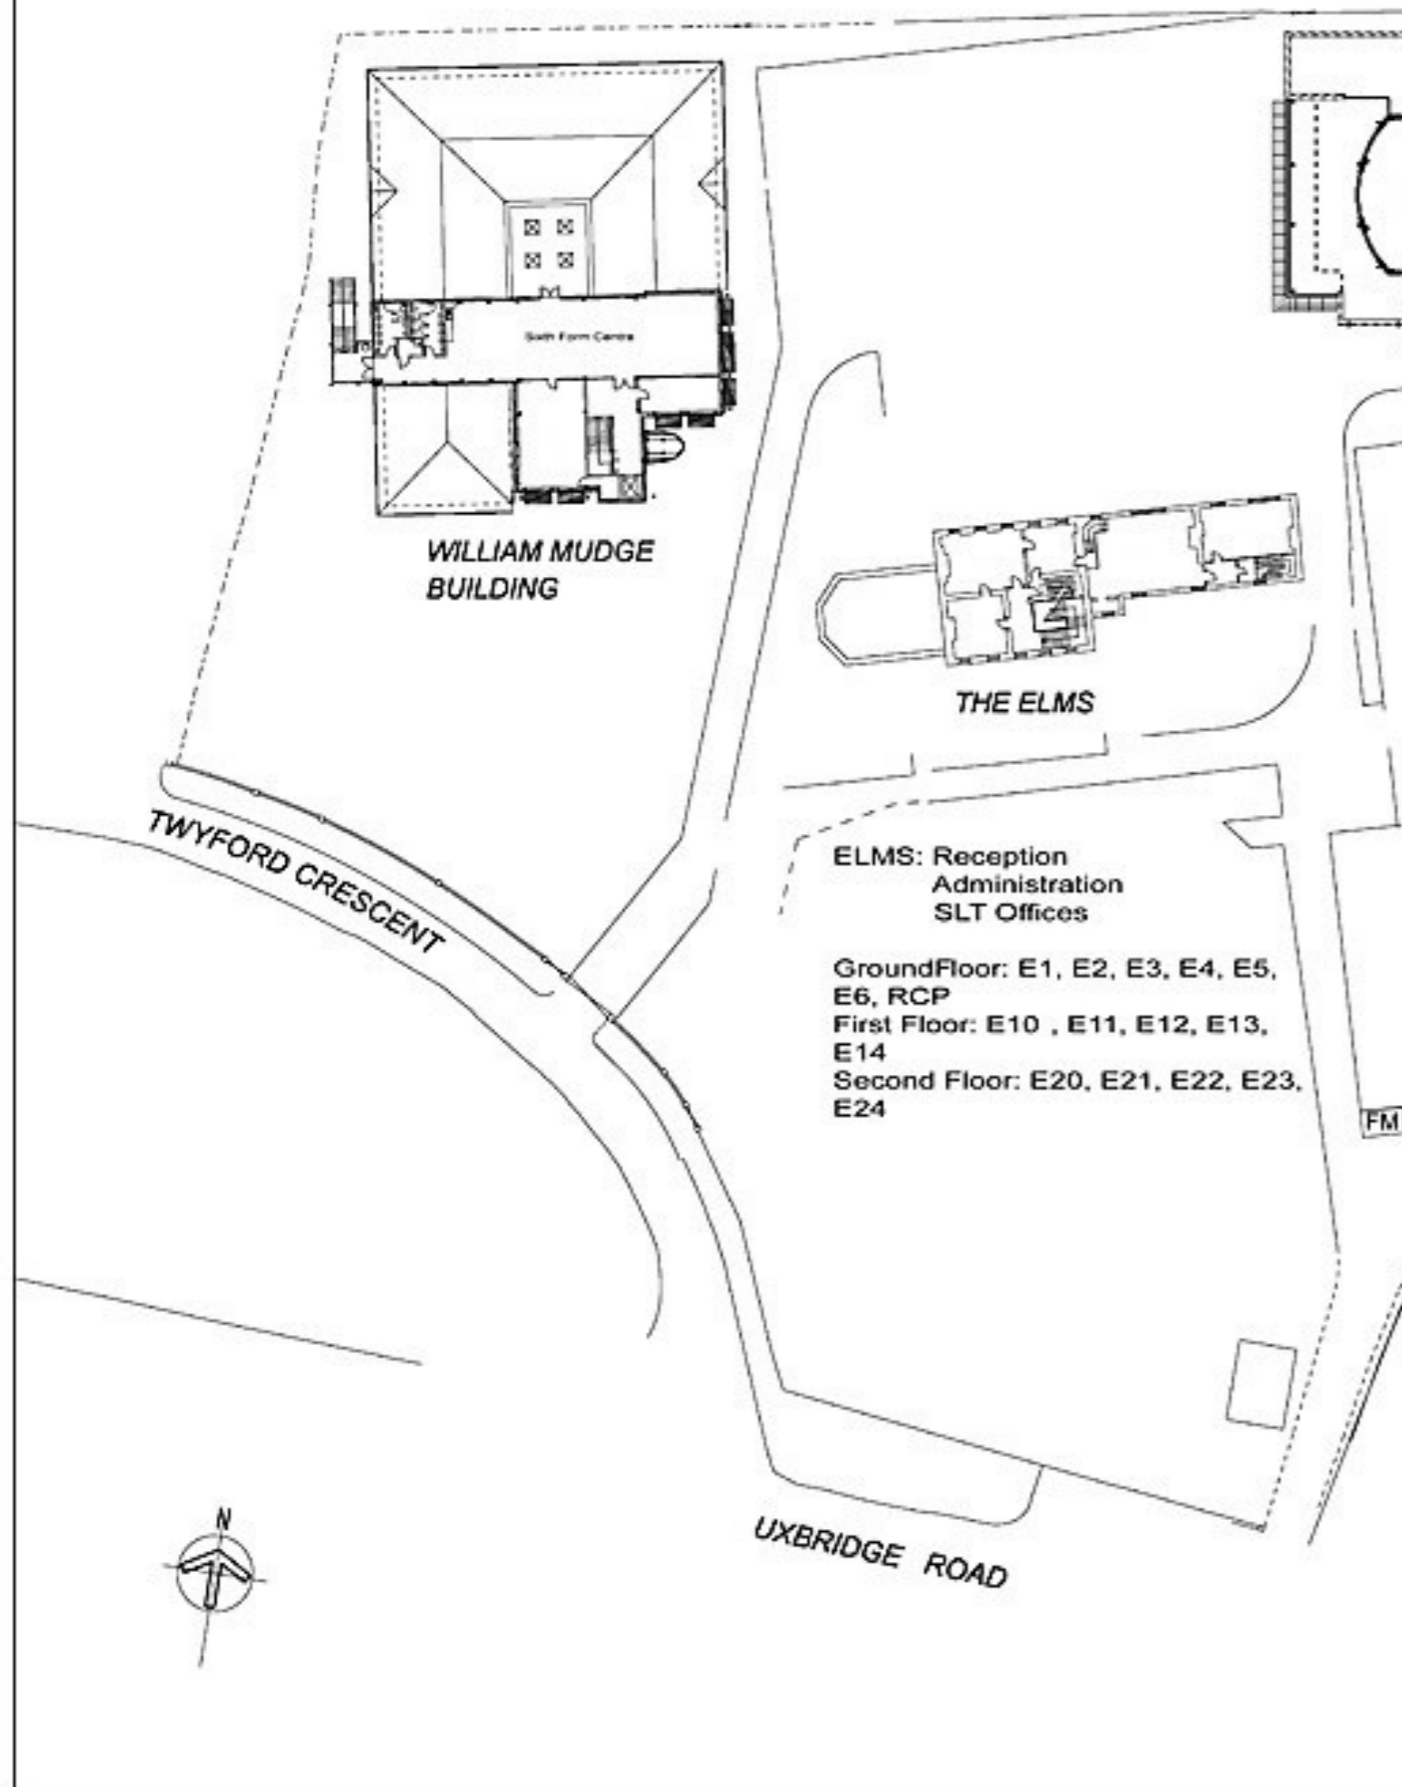 Sixth Form Centre
WILLIAM MUDGE
BUILDING
THE ELMS
TWYFORD CRESCENT
ELMS: Reception
Administration
SLT Offices
GroundFloor: E1, E2, E3, E4, E5,
E6, RCP
First Floor: E10 , E11, E12, E13,
E14
Second Floor: E20, E21, E22, E23,
E24
FM
N
UXBRIDGE ROAD